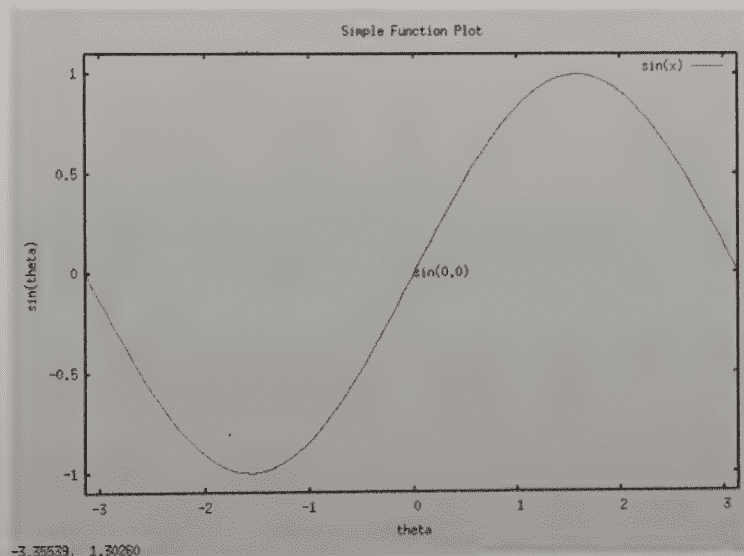 Simple Function Plot
sin(x)
1
0.5
0
-0.5
-1
sin(theta)
sin(0,0)
-3
-2
-1
0
1
2
3
theta
-3.35539, 1.30260